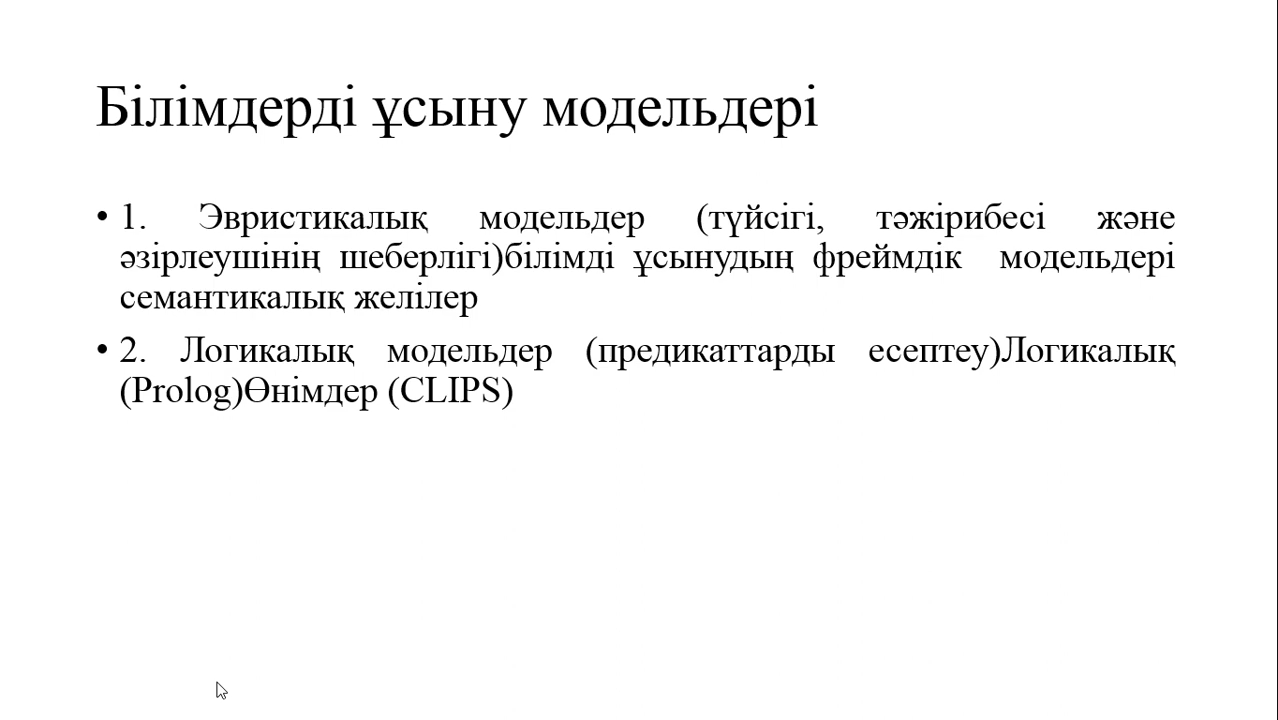 Білімдерді ұсыну модельдері
• 1. Эвристикалық модельдер (түйсігі, тәжірибесі және
әзірлеушінің шеберлігі)білімді ұсынудың фреймдік модельдері
семантикалық желілер
• 2. Логикалық модельдер (предикаттарды есептеу)Логикалық
(Prolog)Өнімдер (CLIPS)